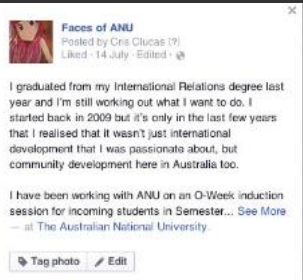 Faces of ANU
Posted by Cris Clucas [?]
Liked · 14 July · Edited ·
I graduated from my International Relations degree last
year and I'm still working out what I want to do. I
started back in 2009 but it's only in the last few years
that I realised that it wasn't just international
development that I was passionate about, but
community development here in Australia too.
I have been working with ANU on an O-Week induction
session for incoming students in Semester... See More
— at The Australian National University.
Tag photo Edit